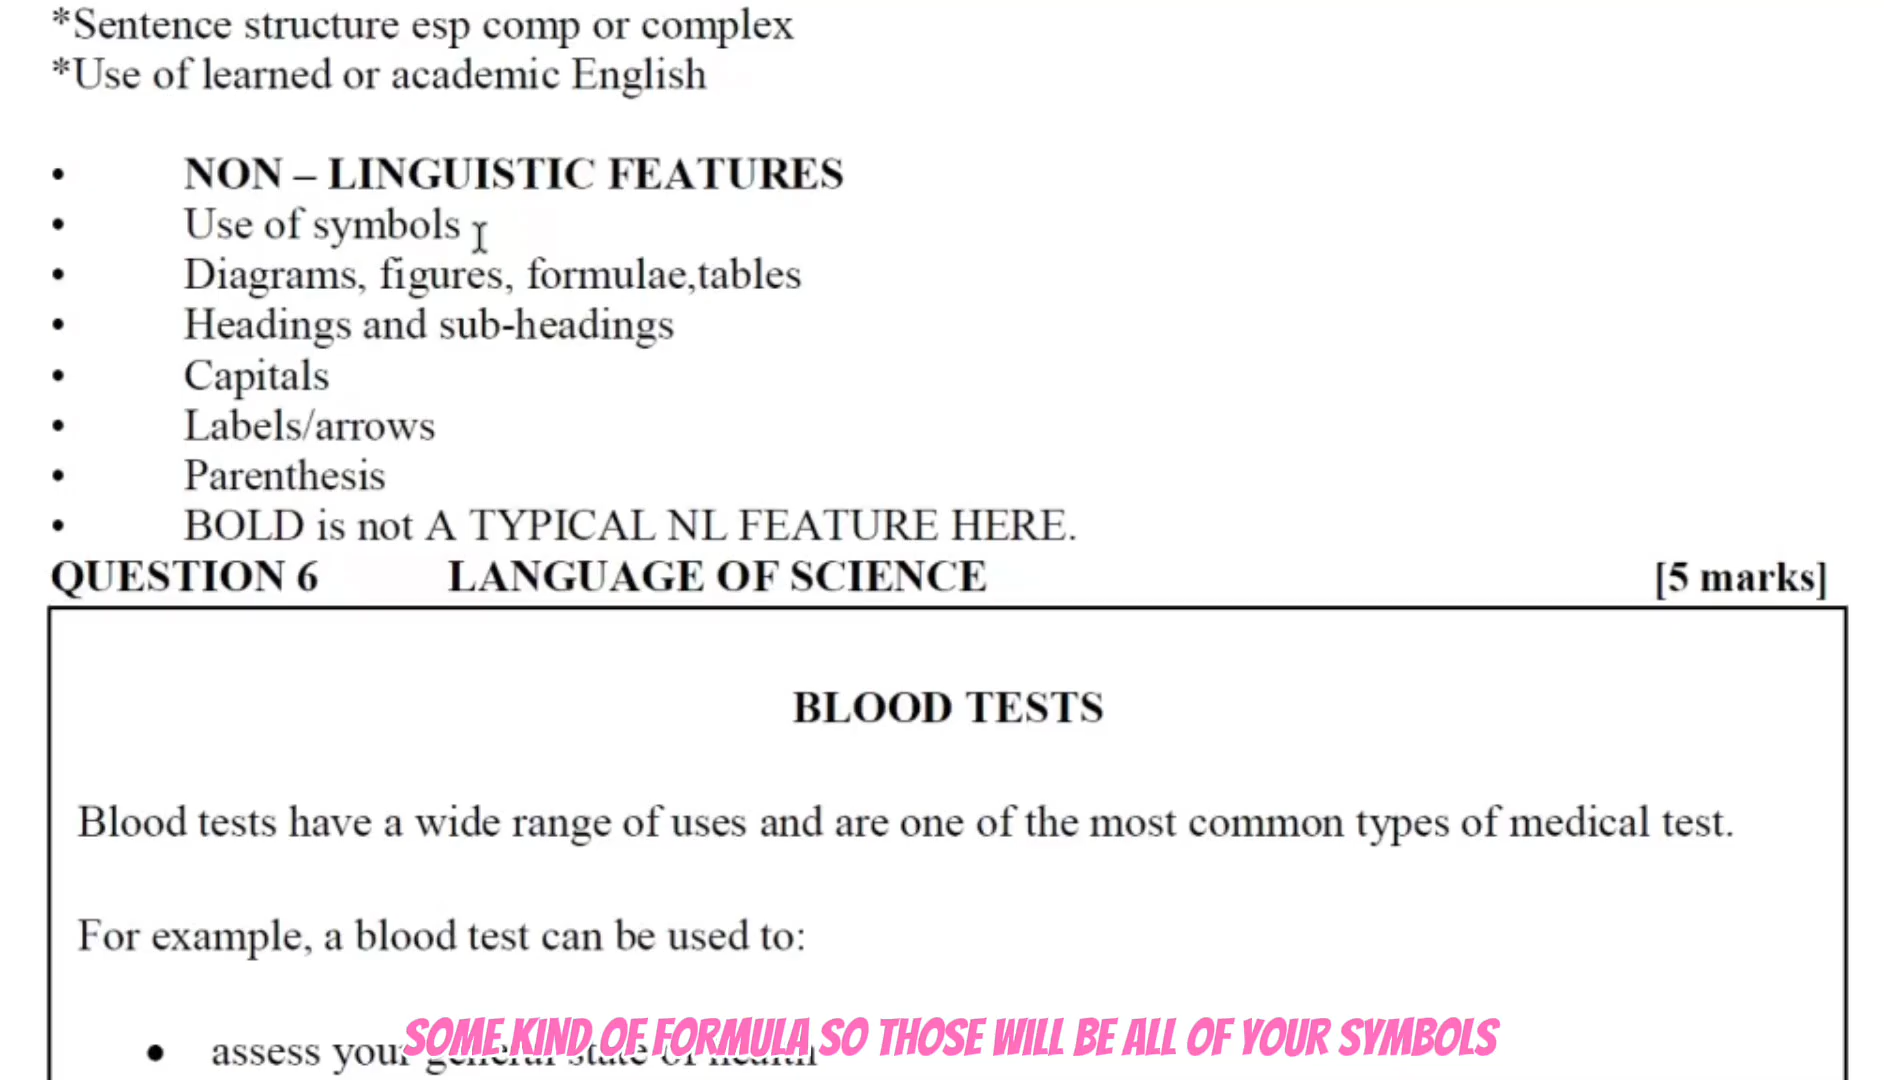 *Sentence structure esp comp or complex
*Use of learned or academic English
• NON – LINGUISTIC FEATURES
• Use of symbols
• Diagrams, figures, formulae,tables
• Headings and sub-headings
• Capitals
• Labels/arrows
• Parenthesis
• BOLD is not A TYPICAL NL FEATURE HERE.
QUESTION 6 LANGUAGE OF SCIENCE [5 marks]
BLOOD TESTS
Blood tests have a wide range of uses and are one of the most common types of medical test.
For example, a blood test can be used to:
• assess your general state of health
SOME KIND OF FORMULA SO THOSE WILL BE ALL OF YOUR SYMBOLS